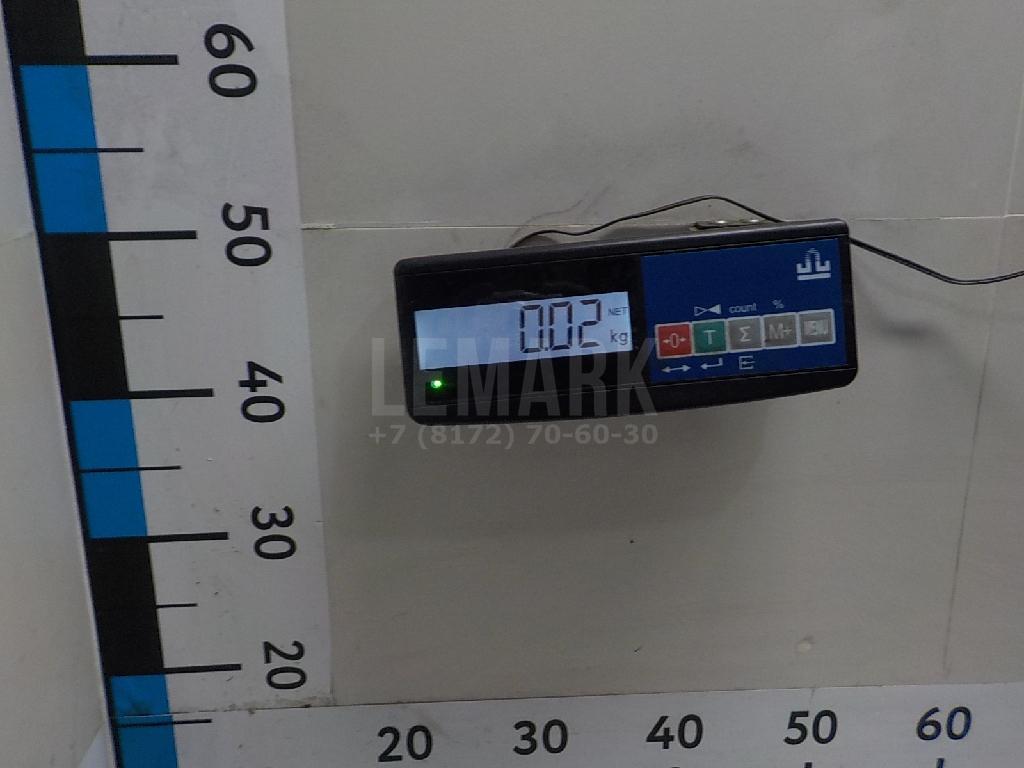 60
50
40
30
20
0.02 NET
kg
count %
→0← T Σ M+ MENU
LEMARK
+7 (8172) 70-60-30
20 30 40 50 60